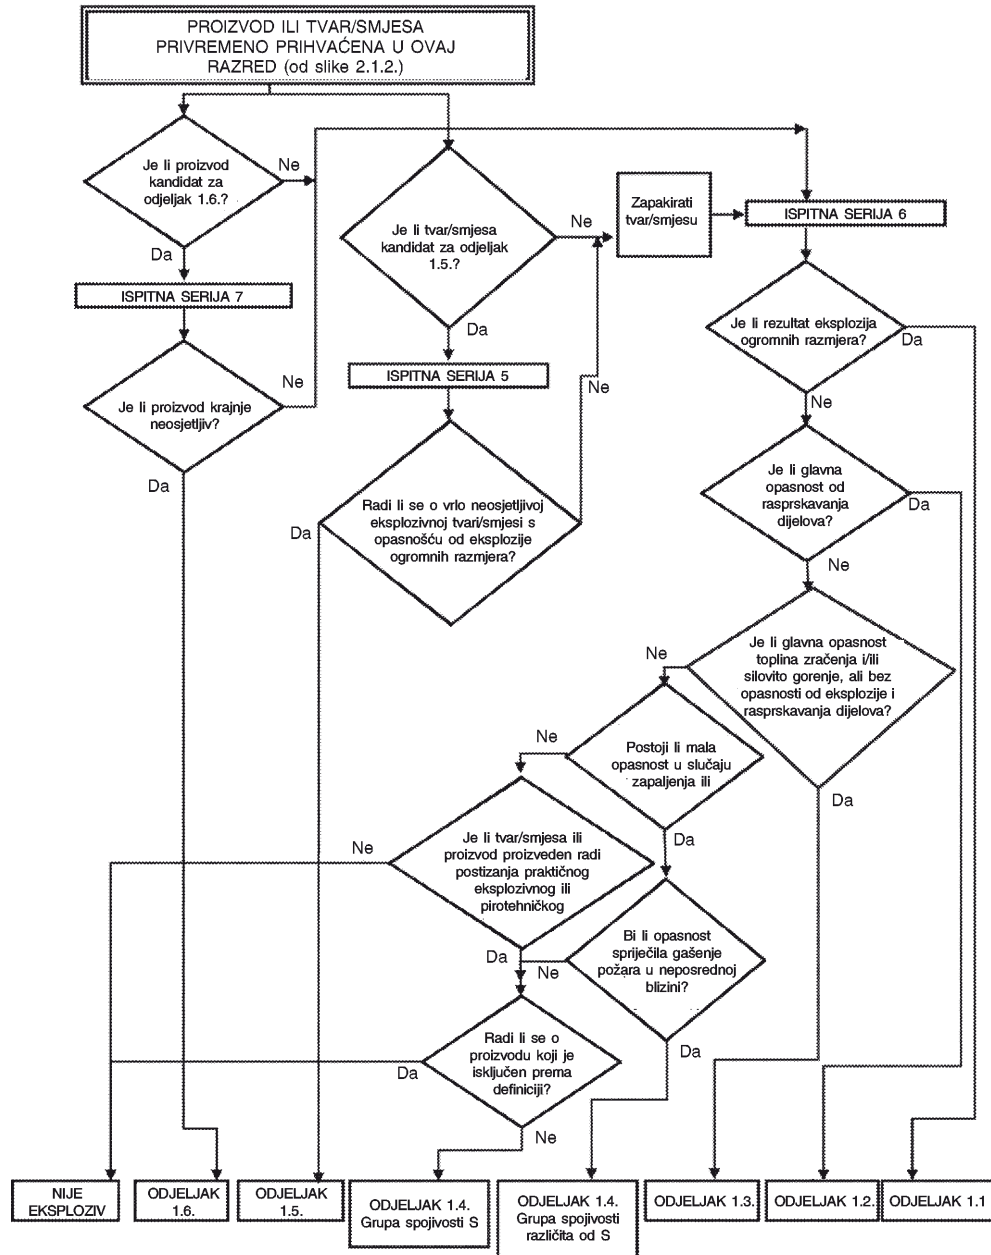 PROIZVOD ILI TVAR/SMJESA
PRIVREMENO PRIHVAĆENA U OVAJ
RAZRED (od slike 2.1.2.)
Je li proizvod
kandidat za
odjeljak 1.6.?
Ne
Da
ISPITNA SERIJA 7
Je li proizvod krajnje
neosjetljiv?
Ne
Da
Je li tvar/smjesa
kandidat za odjeljak
1.5.?
Ne
Da
ISPITNA SERIJA 5
Ne
Radi li se o vrlo neosjetljivoj
eksplozivnoj tvari/smjesi s
opasnošću od eksplozije
ogromnih razmjera?
Da
Zapakirati
tvar/smjesu
ISPITNA SERIJA 6
Je li rezultat eksplozija
ogromnih razmjera?
Da
Ne
Je li glavna
opasnost od
rasprskavanja
dijelova?
Da
Ne
Je li glavna opasnost
toplina zračenja i/ili
silovito gorenje, ali bez
opasnosti od eksplozije i
rasprskavanja dijelova?
Ne
Da
Postoji li mala
opasnost u slučaju
zapaljenja ili
Ne
Da
Je li tvar/smjesa ili
proizvod proizveden radi
postizanja praktičnog
eksplozivnog ili
pirotehničkog
Ne
Da
Bi li opasnost
spriječila gašenje
požara u neposrednoj
blizini?
Ne
Da
Radi li se o
proizvodu koji je
isključen prema
definiciji?
Da
Ne
NIJE
EKSPLOZIV
ODJELJAK
1.6.
ODJELJAK
1.5.
ODJELJAK 1.4.
Grupa spojivosti S
ODJELJAK 1.4.
Grupa spojivosti
različita od S
ODJELJAK 1.3.
ODJELJAK 1.2.
ODJELJAK 1.1